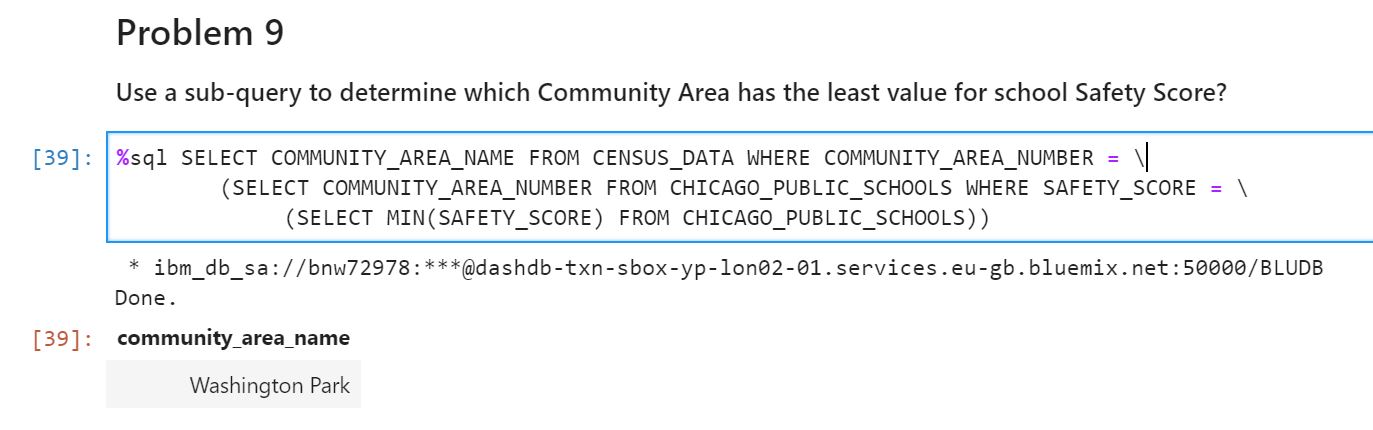 Problem 9
Use a sub-query to determine which Community Area has the least value for school Safety Score?
[39]: %sql SELECT COMMUNITY_AREA_NAME FROM CENSUS_DATA WHERE COMMUNITY_AREA_NUMBER = \
(SELECT COMMUNITY_AREA_NUMBER FROM CHICAGO_PUBLIC_SCHOOLS WHERE SAFETY_SCORE = \
(SELECT MIN(SAFETY_SCORE) FROM CHICAGO_PUBLIC_SCHOOLS))
* ibm_db_sa://bnw72978:***@dashdb-txn-sbox-yp-lon02-01.services.eu-gb.bluemix.net:50000/BLUDB
Done.
[39]: community_area_name
Washington Park